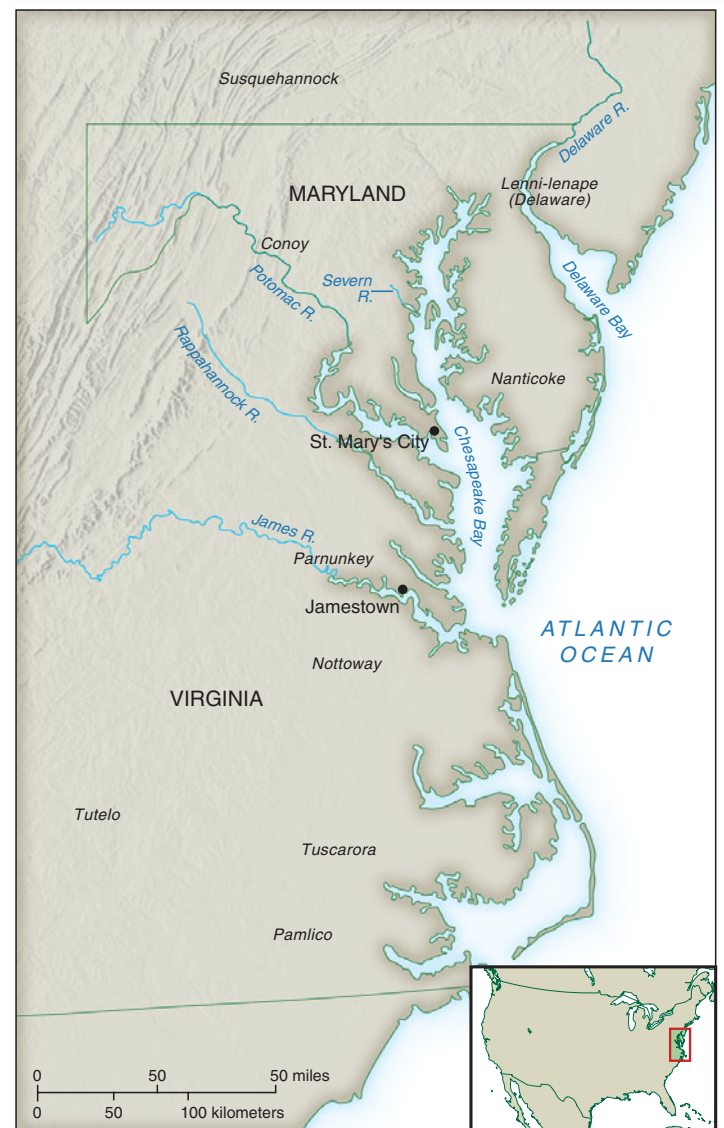 Susquehannock
Delaware R.
MARYLAND
Lenni-lenape
(Delaware)
Conoy
Potomac R.
Severn
R.
Delaware Bay
Rappahannock R.
Nanticoke
St. Mary's City
Chesapeake Bay
James R.
Parnunkey
Jamestown
ATLANTIC
OCEAN
Nottoway
VIRGINIA
Tutelo
Tuscarora
Pamlico
0 50 50 miles
0 50 100 kilometers